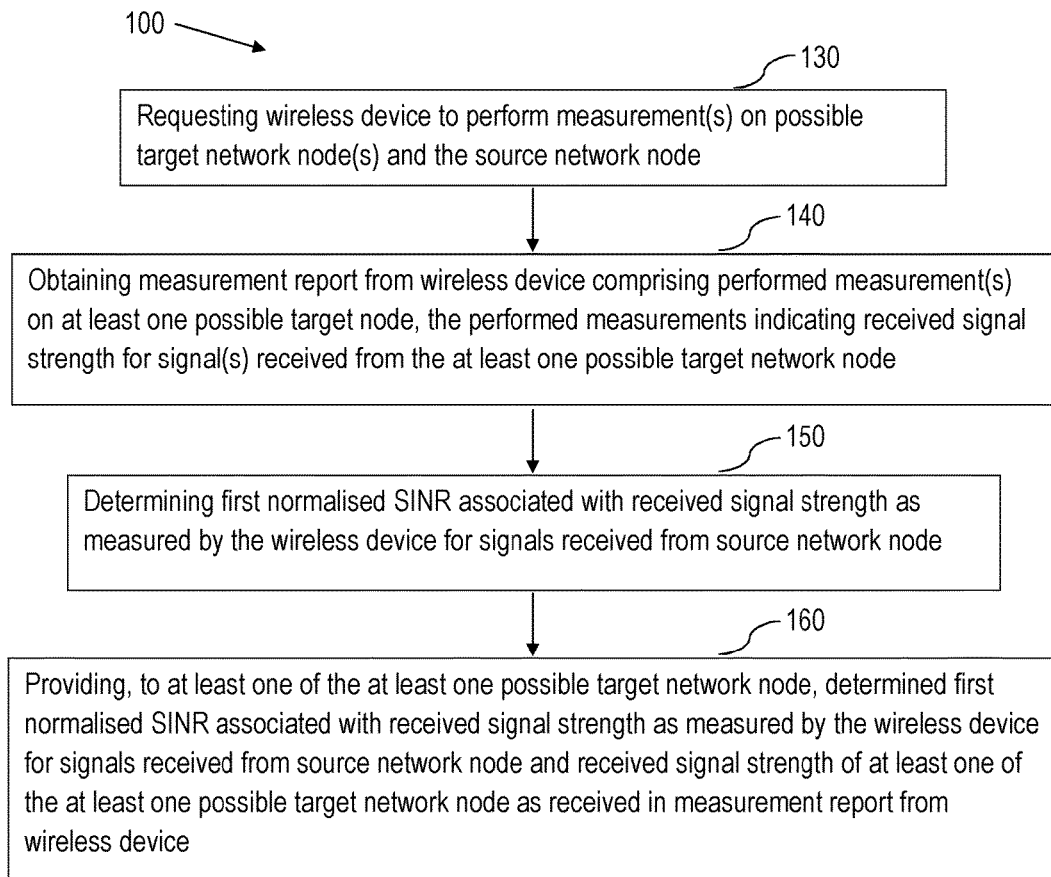 100
130
Requesting wireless device to perform measurement(s) on possible
target network node(s) and the source network node
140
Obtaining measurement report from wireless device comprising performed measurement(s)
on at least one possible target node, the performed measurements indicating received signal
strength for signal(s) received from the at least one possible target network node
150
Determining first normalised SINR associated with received signal strength as
measured by the wireless device for signals received from source network node
160
Providing, to at least one of the at least one possible target network node, determined first
normalised SINR associated with received signal strength as measured by the wireless device
for signals received from source network node and received signal strength of at least one of
the at least one possible target network node as received in measurement report from
wireless device